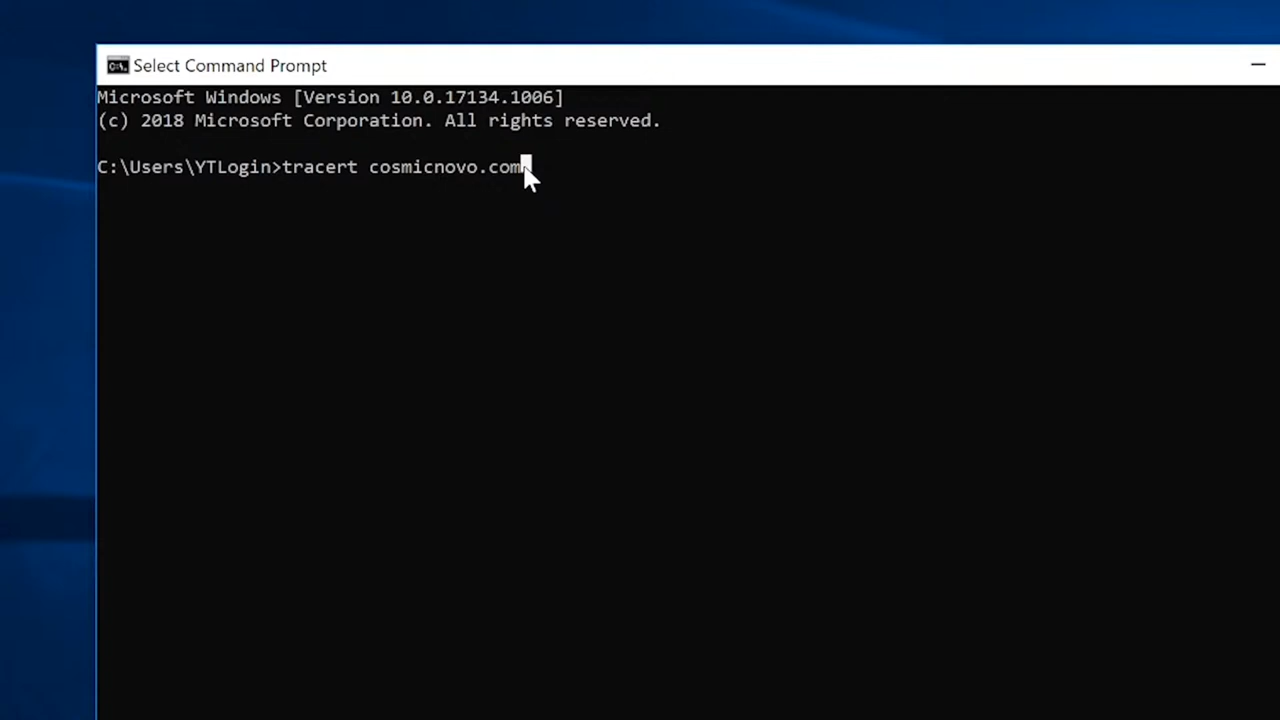 Select Command Prompt
Microsoft Windows [Version 10.0.17134.1006]
(c) 2018 Microsoft Corporation. All rights reserved.
C:\Users\YTLogin>tracert cosmicnovo.com